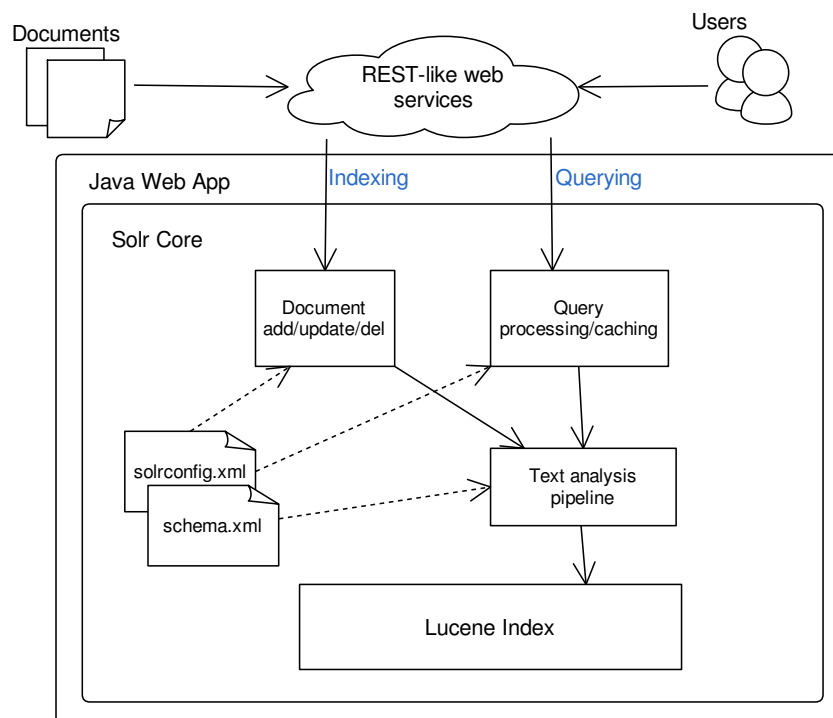 Documents
Users
REST-like web
services
Java Web App
Indexing
Querying
Solr Core
Document
add/update/del
Query
processing/caching
solrconfig.xml
schema.xml
Text analysis
pipeline
Lucene Index